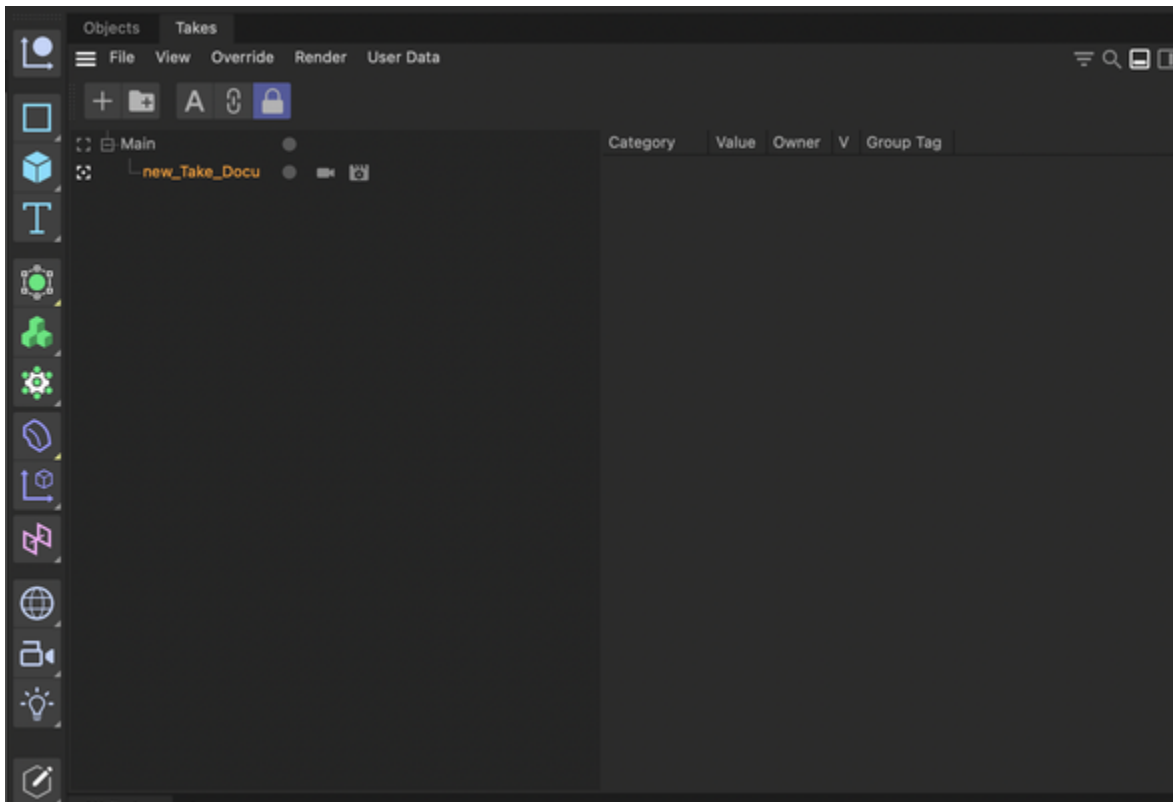 Objects Takes
File View Override Render User Data
A
Main
Category Value Owner V Group Tag
new_Take_Docu